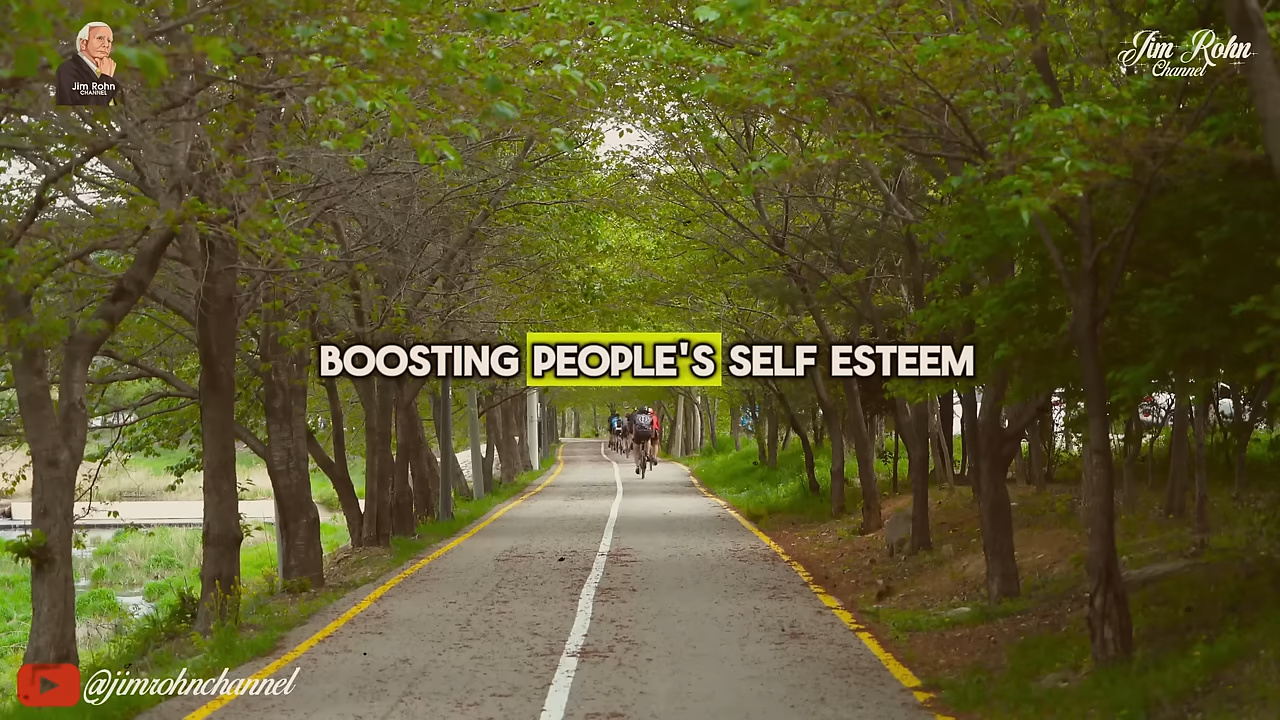 Jim Rohn
CHANNEL
Jim Rohn
Channel
BOOSTING PEOPLE'S SELF ESTEEM
@jimrohnchannel